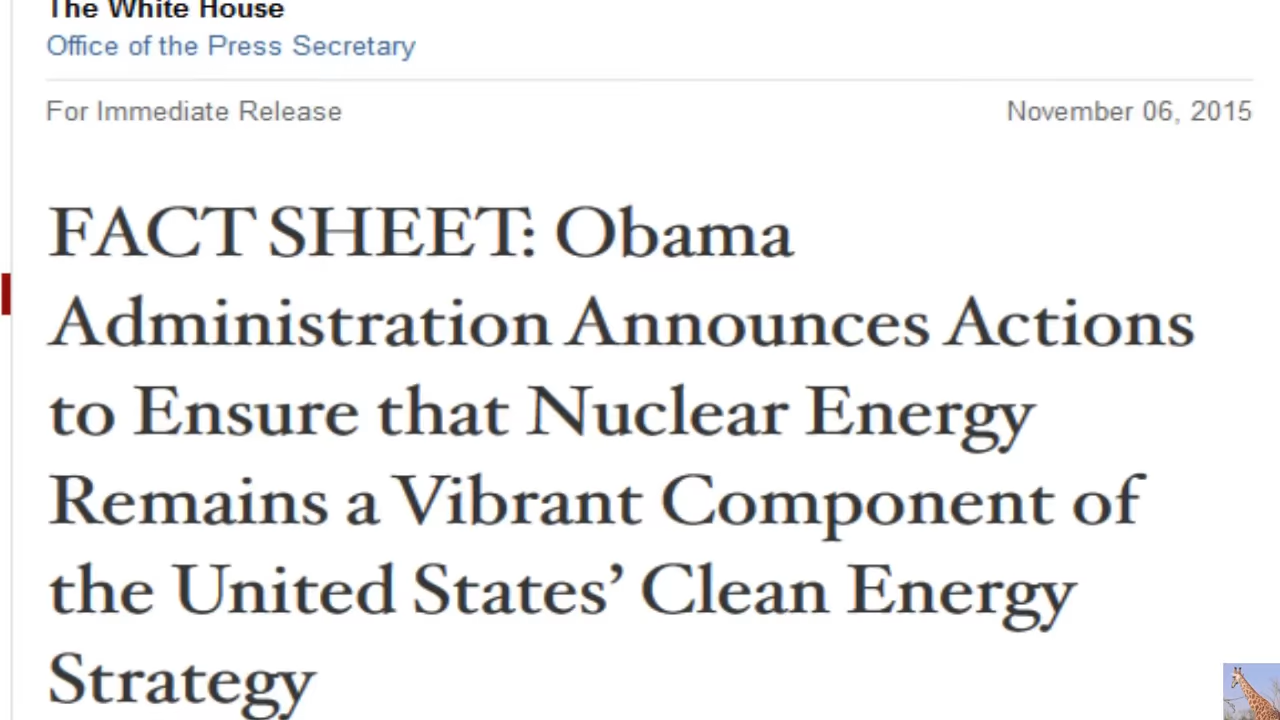 The White House
Office of the Press Secretary
For Immediate Release
November 06, 2015
FACT SHEET: Obama
Administration Announces Actions
to Ensure that Nuclear Energy
Remains a Vibrant Component of
the United States’ Clean Energy
Strategy